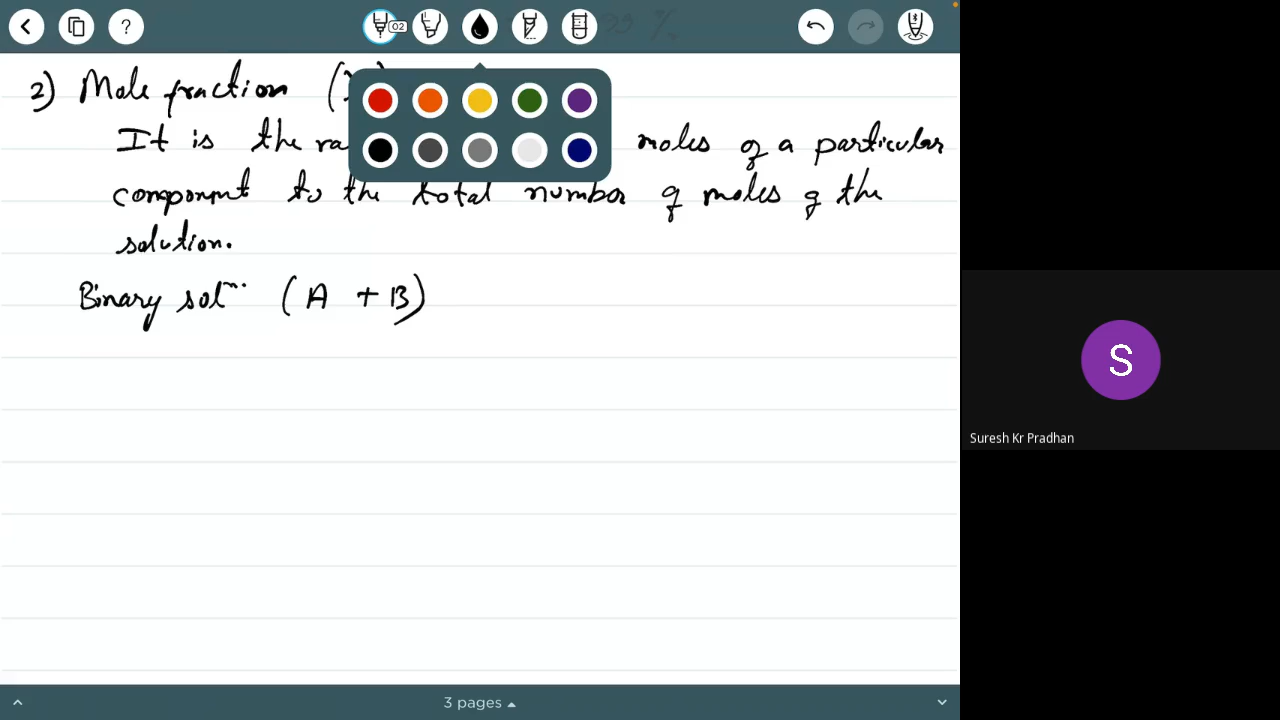 02
2) Mole fraction (
It is the ra moles of a particular
component to the total number of moles of the
solution.
Binary solⁿ. (A + B)
S
Suresh Kr Pradhan
3 pages